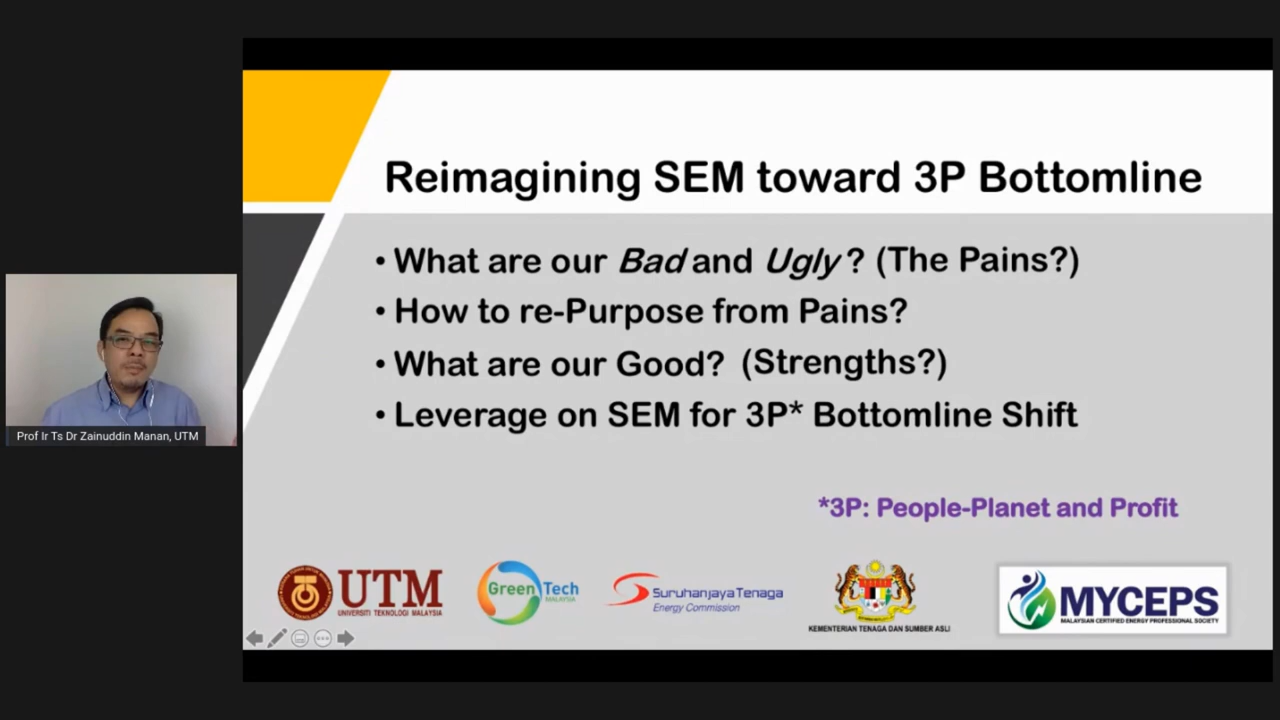 Reimagining SEM toward 3P Bottomline
• What are our Bad and Ugly? (The Pains?)
• How to re-Purpose from Pains?
• What are our Good? (Strengths?)
• Leverage on SEM for 3P* Bottomline Shift
Prof Ir Ts Dr Zainuddin Manan, UTM
*3P: People-Planet and Profit
UTM
UNIVERSITI TEKNOLOGI MALAYSIA
GreenTech
MALAYSIA
Suruhanjaya Tenaga
Energy Commission
KEMENTERIAN TENAGA DAN SUMBER ASLI
MYCEPS
MALAYSIAN CERTIFIED ENERGY PROFESSIONAL SOCIETY